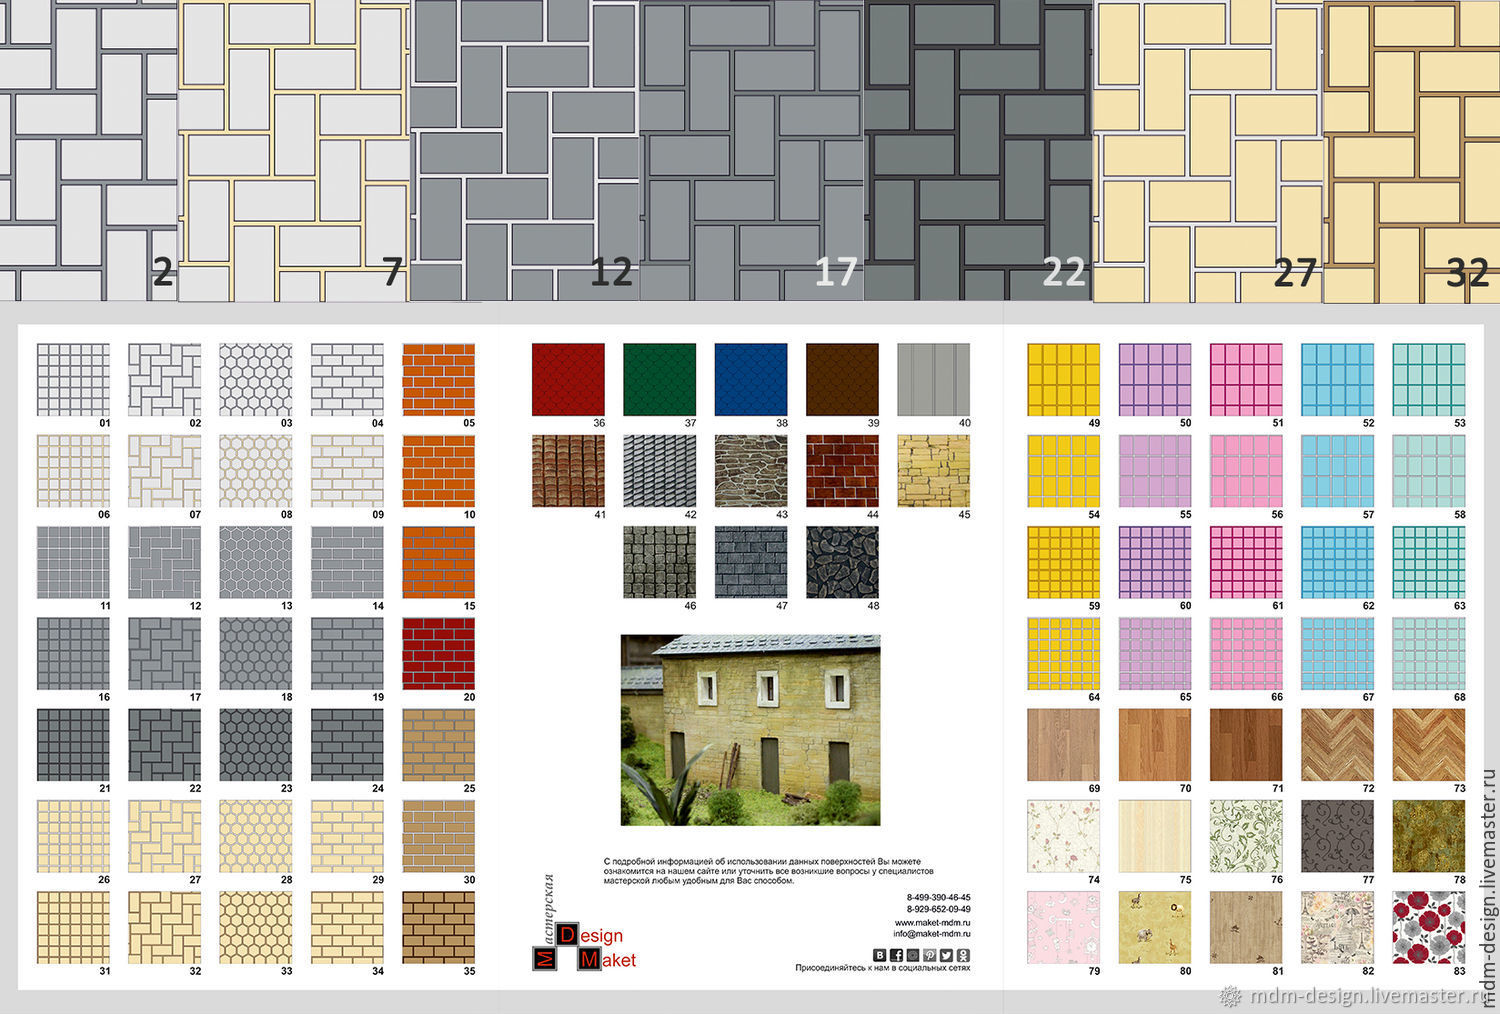 2
7
12
17
22
27
32
01 02 03 04 05
36 37 38 39 40
49 50 51 52 53
06 07 08 09 10
41 42 43 44 45
54 55 56 57 58
11 12 13 14 15
46 47 48
59 60 61 62 63
16 17 18 19 20
64 65 66 67 68
21 22 23 24 25
69 70 71 72 73
26 27 28 29 30
74 75 76 77 78
31 32 33 34 35
79 80 81 82 83
С подробной информацией об использовании данных поверхностей Вы можете
ознакомится на нашем сайте или уточнить все возникшие вопросы у специалистов
мастерской любым удобным для Вас способом.
8-499-390-46-45
8-929-652-09-49
www.maket-mdm.ru
info@maket-mdm.ru
Мастерская
Design
Maket
Присоединяйтесь к нам в социальных сетях
mdm-design.livemaster.ru
mdm-design.livemaster.ru